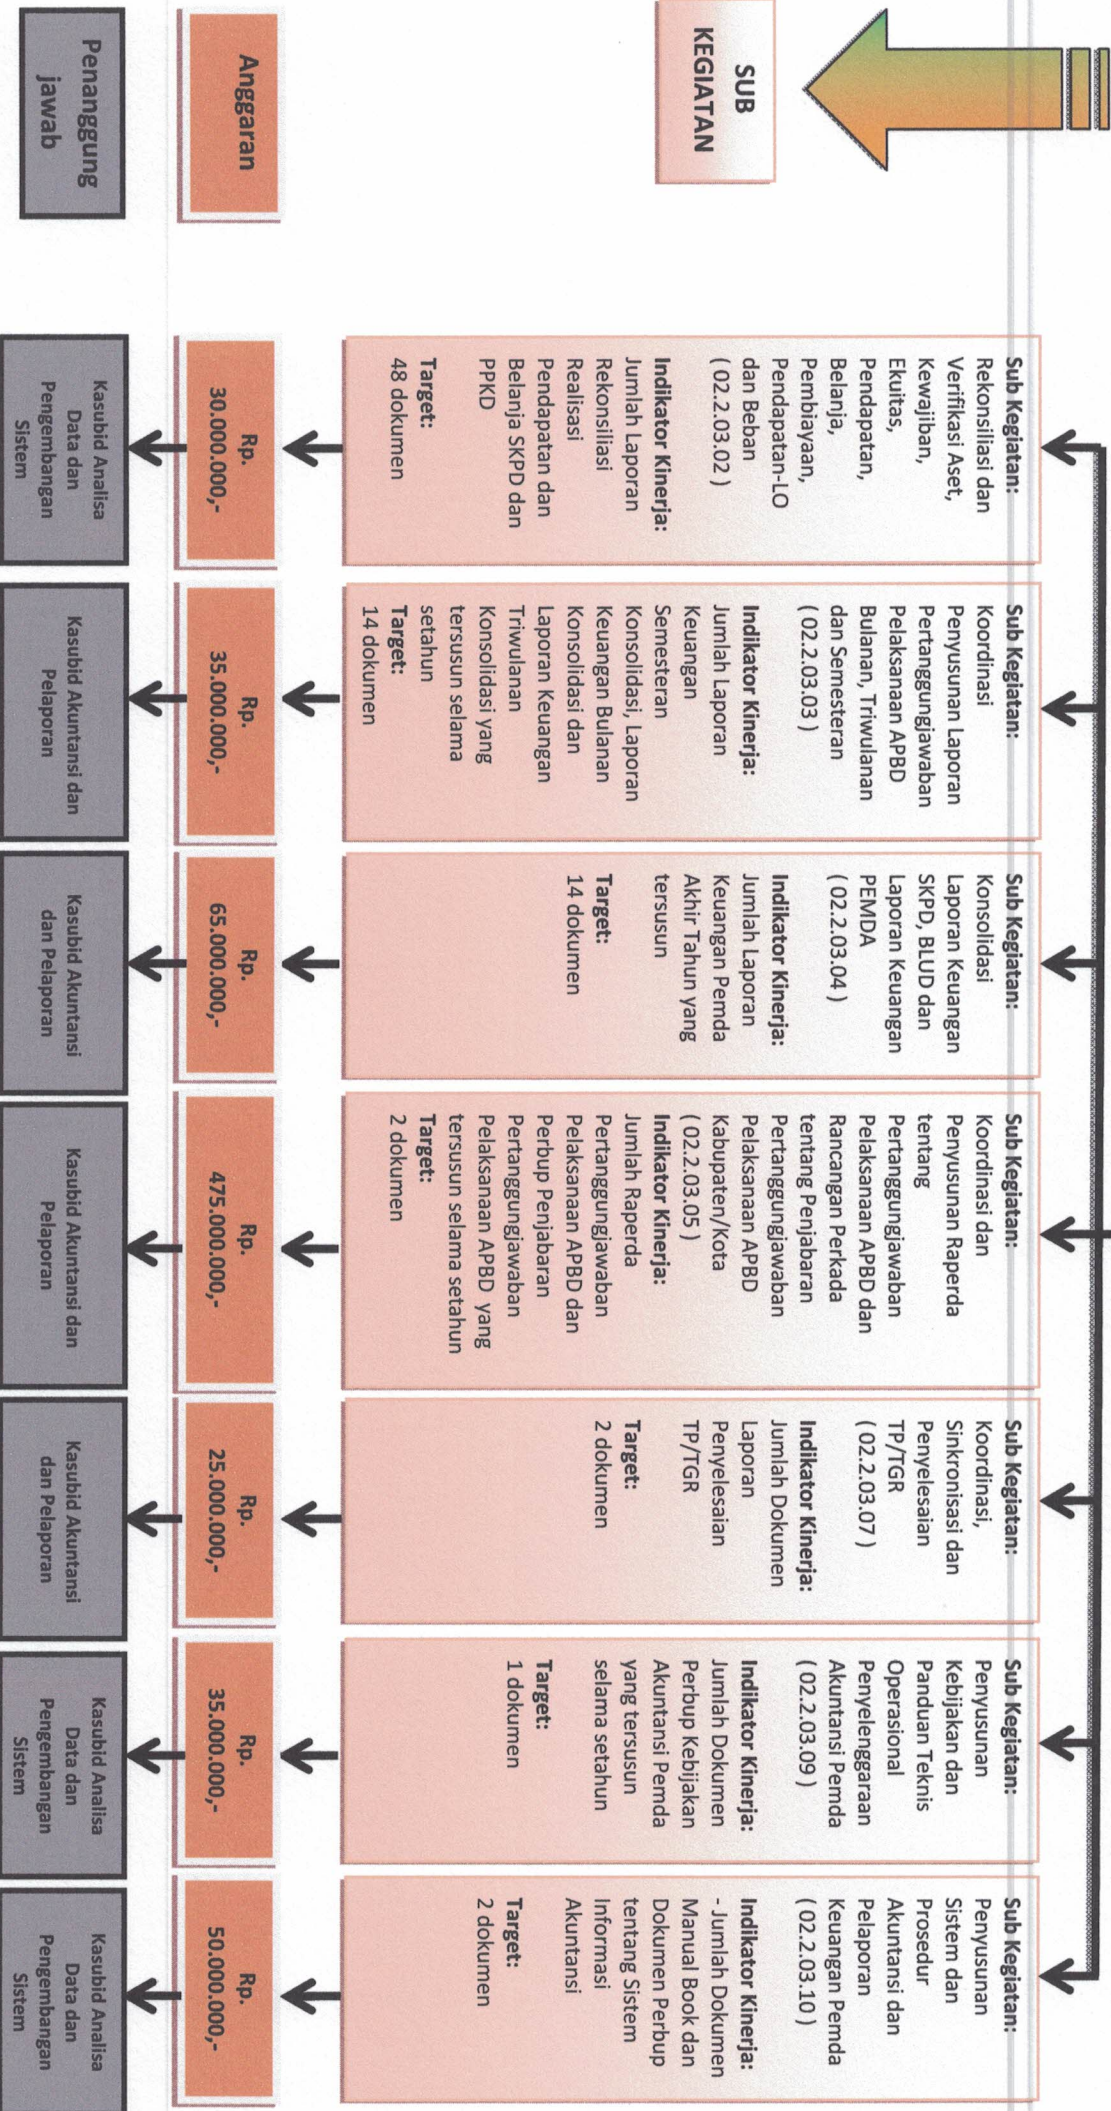 SUB
KEGIATAN
Sub Kegiatan:
Rekonsiliasi dan
Verifikasi Aset,
Kewajiban,
Ekuitas,
Pendapatan,
Belanja,
Pembiayaan,
Pendapatan-LO
dan Beban
( 02.2.03.02 )
Indikator Kinerja:
Jumlah Laporan
Rekonsiliasi
Realisasi
Pendapatan dan
Belanja SKPD dan
PPKD
Target:
48 dokumen
Sub Kegiatan:
Koordinasi
Penyusunan Laporan
Pertanggungjawaban
Pelaksanaan APBD
Bulanan, Triwulanan
dan Semesteran
( 02.2.03.03 )
Indikator Kinerja:
Jumlah Laporan
Keuangan
Semesteran
Konsolidasi, Laporan
Keuangan Bulanan
Konsolidasi dan
Laporan Keuangan
Triwulanan
Konsolidasi yang
tersusun selama
setahun
Target:
14 dokumen
Sub Kegiatan:
Konsolidasi
Laporan Keuangan
SKPD, BLUD dan
Laporan Keuangan
PEMDA
( 02.2.03.04 )
Indikator Kinerja:
Jumlah Laporan
Keuangan Pemda
Akhir Tahun yang
tersusun
Target:
14 dokumen
Sub Kegiatan:
Koordinasi dan
Penyusunan Raperda
tentang
Pertanggungjawaban
Pelaksanaan APBD dan
Rancangan Perkada
tentang Penjabaran
Pertanggungjawaban
Pelaksanaan APBD
Kabupaten/Kota
( 02.2.03.05 )
Indikator Kinerja:
Jumlah Raperda
Pertanggungjawaban
Pelaksanaan APBD dan
Perbup Penjabaran
Pertanggungjawaban
Pelaksanaan APBD yang
tersusun selama setahun
Target:
2 dokumen
Sub Kegiatan:
Koordinasi,
Sinkronisasi dan
Penyelesaian
TP/TGR
( 02.2.03.07 )
Indikator Kinerja:
Jumlah Dokumen
Laporan
Penyelesaian
TP/TGR
Target:
2 dokumen
Sub Kegiatan:
Penyusunan
Kebijakan dan
Panduan Teknis
Operasional
Penyelenggaraan
Akuntansi Pemda
( 02.2.03.09 )
Indikator Kinerja:
Jumlah Dokumen
Perbup Kebijakan
Akuntansi Pemda
yang tersusun
selama setahun
Target:
1 dokumen
Sub Kegiatan:
Penyusunan
Sistem dan
Prosedur
Akuntansi dan
Pelaporan
Keuangan Pemda
( 02.2.03.10 )
Indikator Kinerja:
- Jumlah Dokumen
Manual Book dan
Dokumen Perbup
tentang Sistem
Informasi
Akuntansi
Target:
2 dokumen
Anggaran
Rp.
30.000.000,-
Rp.
35.000.000,-
Rp.
65.000.000,-
Rp.
475.000.000,-
Rp.
25.000.000,-
Rp.
35.000.000,-
Rp.
50.000.000,-
Penanggung
jawab
Kasubid Analisa
Data dan
Pengembangan
Sistem
Kasubid Akuntansi dan
Pelaporan
Kasubid Akuntansi
dan Pelaporan
Kasubid Akuntansi dan
Pelaporan
Kasubid Akuntansi
dan Pelaporan
Kasubid Analisa
Data dan
Pengembangan
Sistem
Kasubid Analisa
Data dan
Pengembangan
Sistem